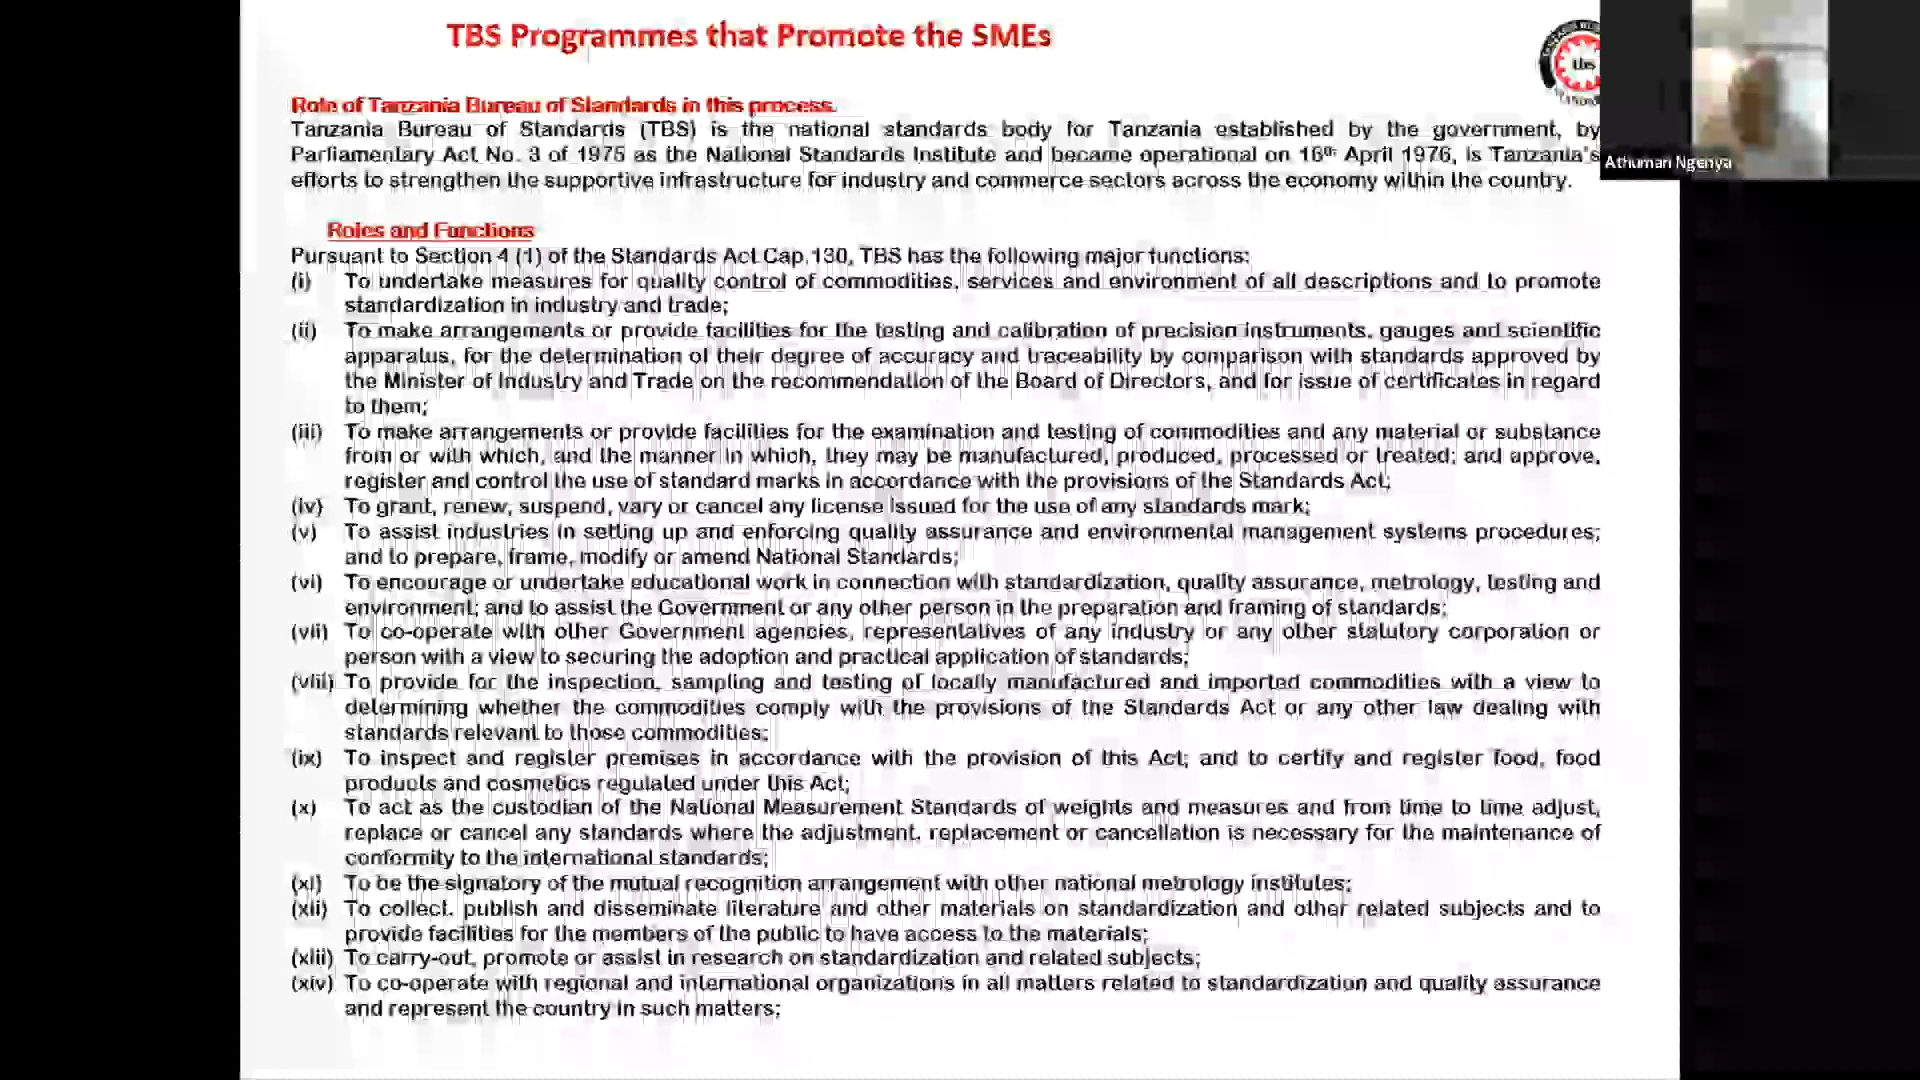 TBS Programmes that Promote the SMEs
tbs
Athuman Ngenya
Role of Tanzania Bureau of Standards in this process.
Tanzania Bureau of Standards (TBS) is the national standards body for Tanzania established by the government, by
Parliamentary Act No. 3 of 1975 as the National Standards Institute and became operational on 16th April 1976, is Tanzania's
efforts to strengthen the supportive infrastructure for industry and commerce sectors across the economy within the country.
Roles and Functions
Pursuant to Section 4 (1) of the Standards Act Cap.130, TBS has the following major functions:
(i) To undertake measures for quality control of commodities, services and environment of all descriptions and to promote
standardization in industry and trade;
(ii) To make arrangements or provide facilities for the testing and calibration of precision instruments, gauges and scientific
apparatus, for the determination of their degree of accuracy and traceability by comparison with standards approved by
the Minister of Industry and Trade on the recommendation of the Board of Directors, and for issue of certificates in regard
to them;
(iii) To make arrangements or provide facilities for the examination and testing of commodities and any material or substance
from or with which, and the manner in which, they may be manufactured, produced, processed or treated; and approve,
register and control the use of standard marks in accordance with the provisions of the Standards Act;
(iv) To grant, renew, suspend, vary or cancel any license issued for the use of any standards mark;
(v) To assist industries in setting up and enforcing quality assurance and environmental management systems procedures;
and to prepare, frame, modify or amend National Standards;
(vi) To encourage or undertake educational work in connection with standardization, quality assurance, metrology, testing and
environment; and to assist the Government or any other person in the preparation and framing of standards;
(vii) To co-operate with other Government agencies, representatives of any industry or any other statutory corporation or
person with a view to securing the adoption and practical application of standards;
(viii) To provide for the inspection, sampling and testing of locally manufactured and imported commodities with a view to
determining whether the commodities comply with the provisions of the Standards Act or any other law dealing with
standards relevant to those commodities;
(ix) To inspect and register premises in accordance with the provision of this Act; and to certify and register food, food
products and cosmetics regulated under this Act;
(x) To act as the custodian of the National Measurement Standards of weights and measures and from time to time adjust,
replace or cancel any standards where the adjustment, replacement or cancellation is necessary for the maintenance of
conformity to the international standards;
(xi) To be the signatory of the mutual recognition arrangement with other national metrology institutes;
(xii) To collect, publish and disseminate literature and other materials on standardization and other related subjects and to
provide facilities for the members of the public to have access to the materials;
(xiii) To carry-out, promote or assist in research on standardization and related subjects;
(xiv) To co-operate with regional and international organizations in all matters related to standardization and quality assurance
and represent the country in such matters;